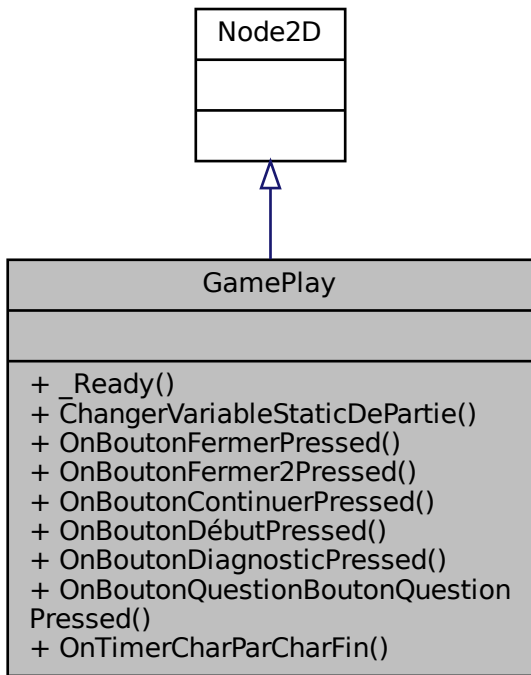 Node2D
GamePlay
+ _Ready()
+ ChangerVariableStaticDePartie()
+ OnBoutonFermerPressed()
+ OnBoutonFermer2Pressed()
+ OnBoutonContinuerPressed()
+ OnBoutonDébutPressed()
+ OnBoutonDiagnosticPressed()
+ OnBoutonQuestionBoutonQuestion
Pressed()
+ OnTimerCharParCharFin()